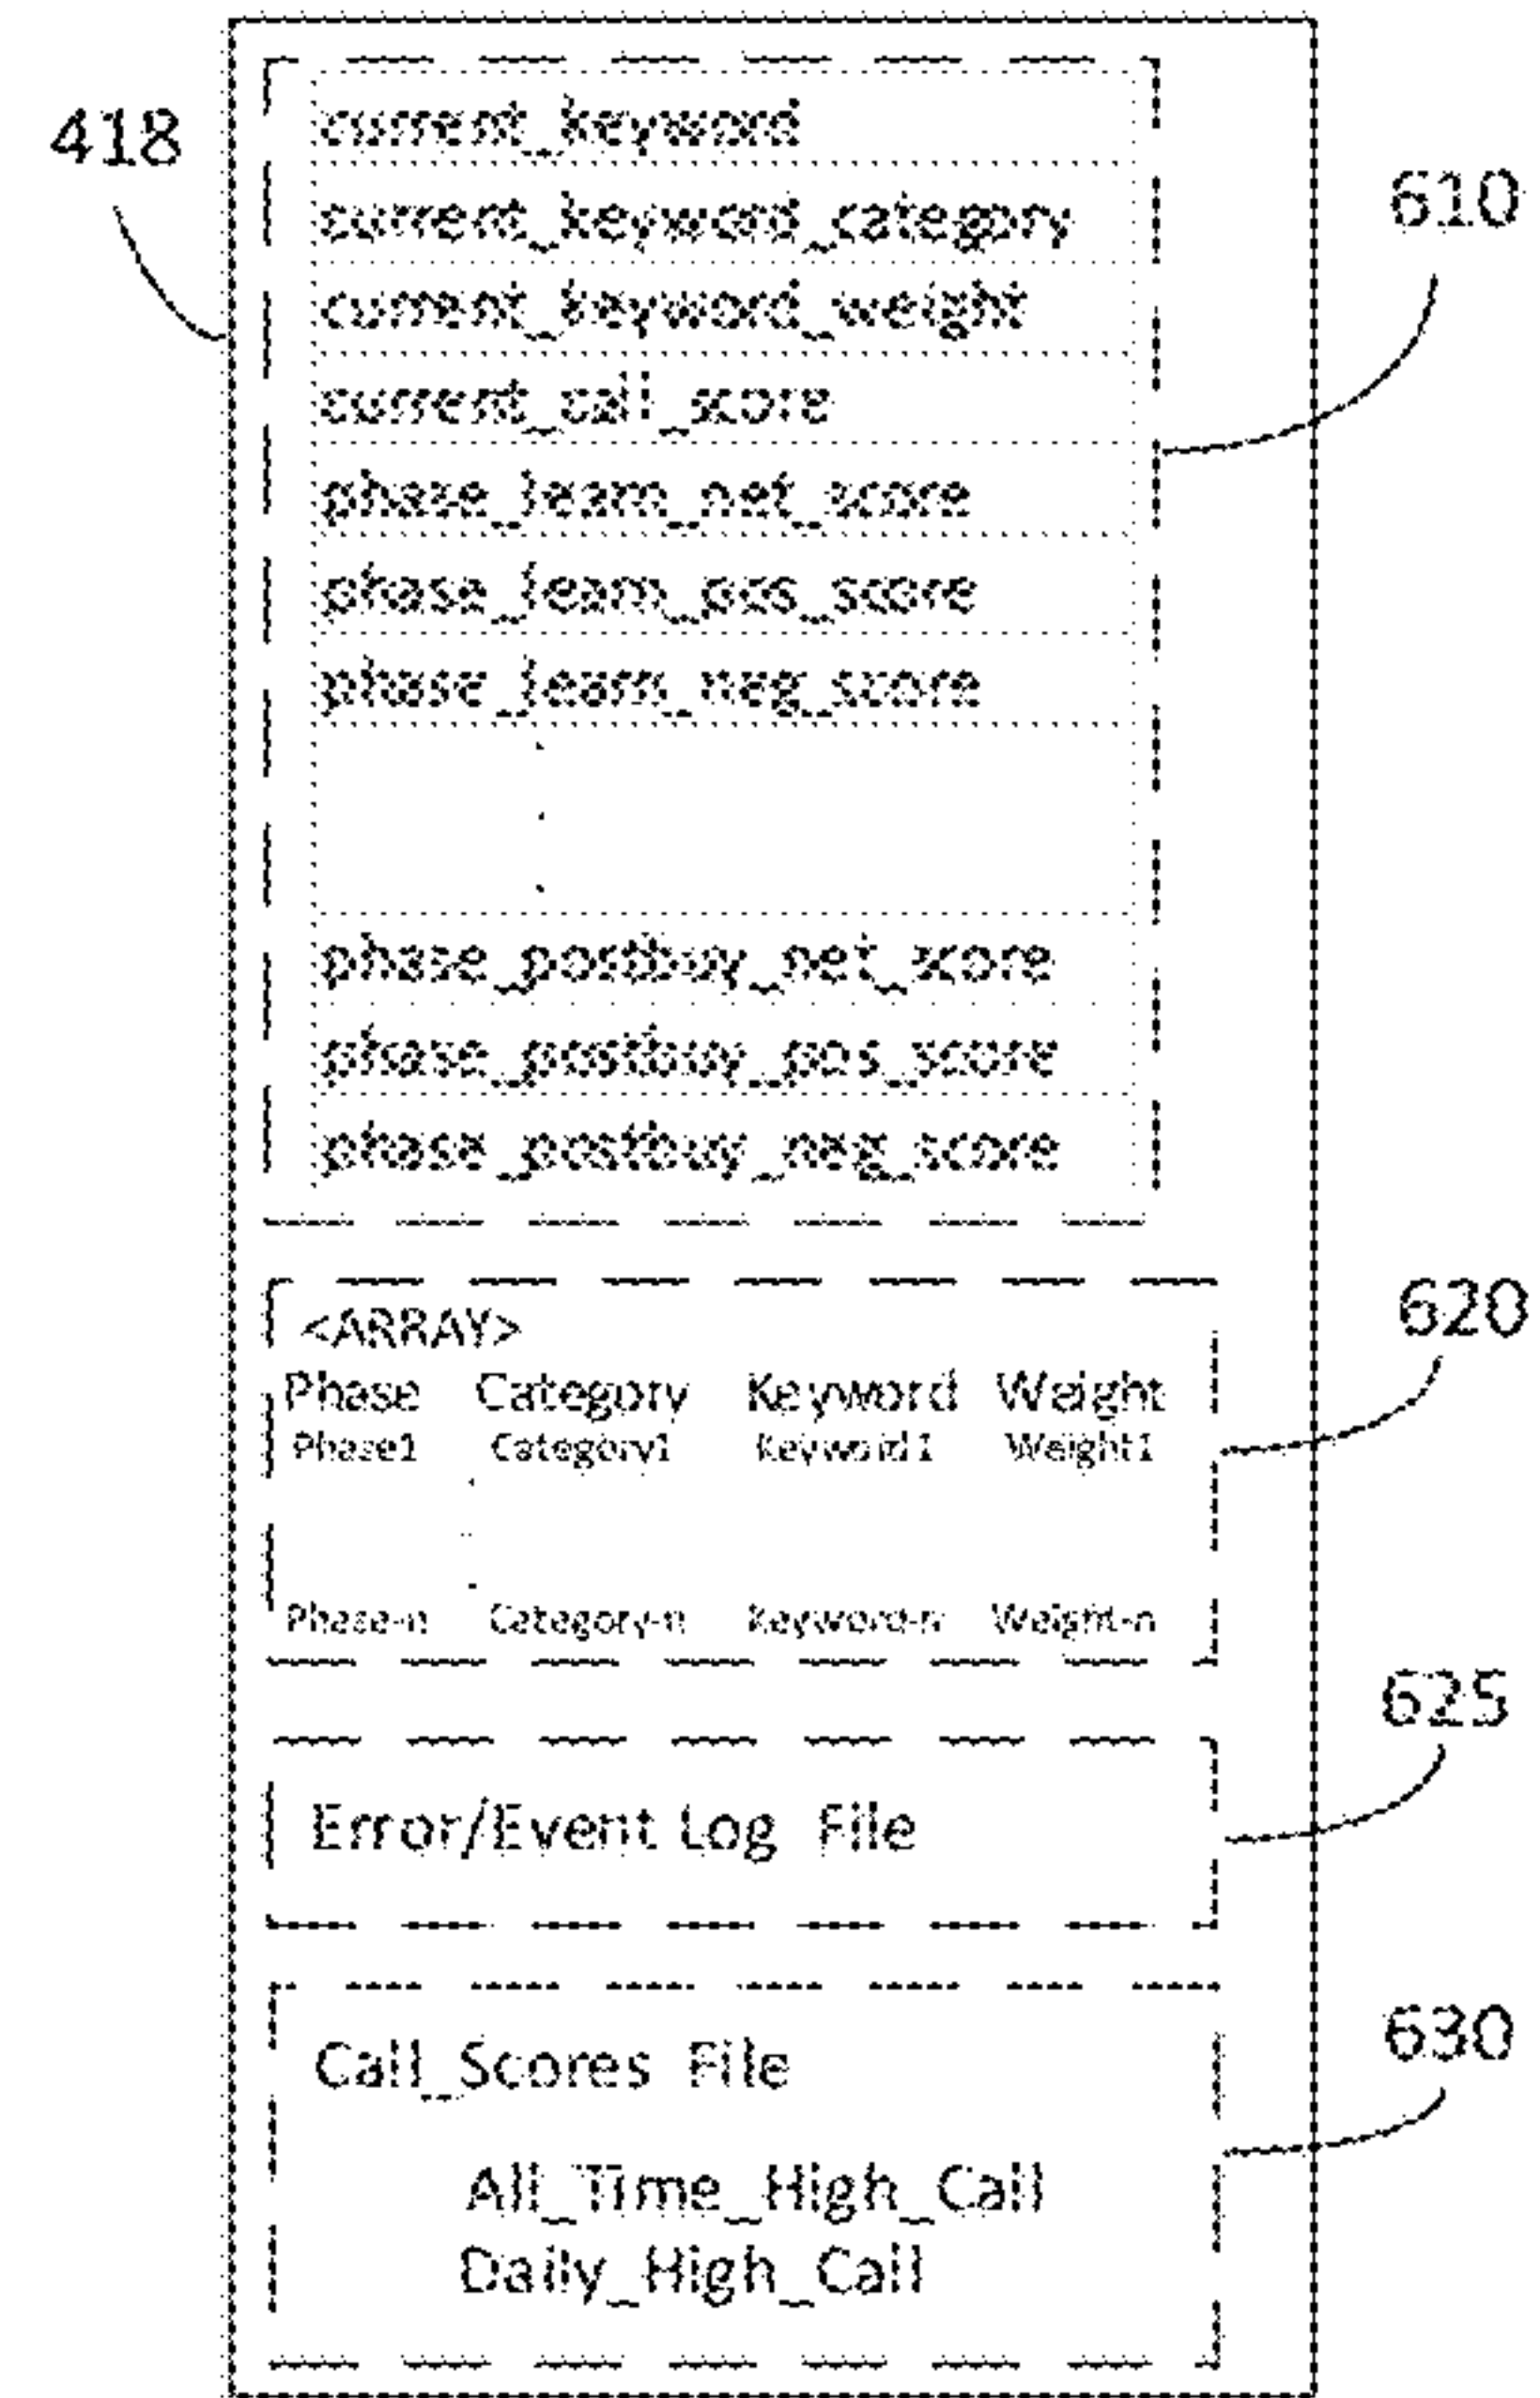 418
current_keyword
610
current_keyword_category
current_keyword_weight
current_call_score
phase_learn_net_score
phase_learn_pos_score
phase_learn_neg_score
phase_postbuy_net_score
phase_postbuy_pos_score
phase_postbuy_neg_score
620
<ARRAY>
Phase Category Keyword Weight
Phase1 Category1 Keyword1 Weight1
Phase-n Category-n Keyword-n Weight-n
625
Error/Event Log File
630
Call_Scores File
All_Time_High_Call
Daily_High_Call